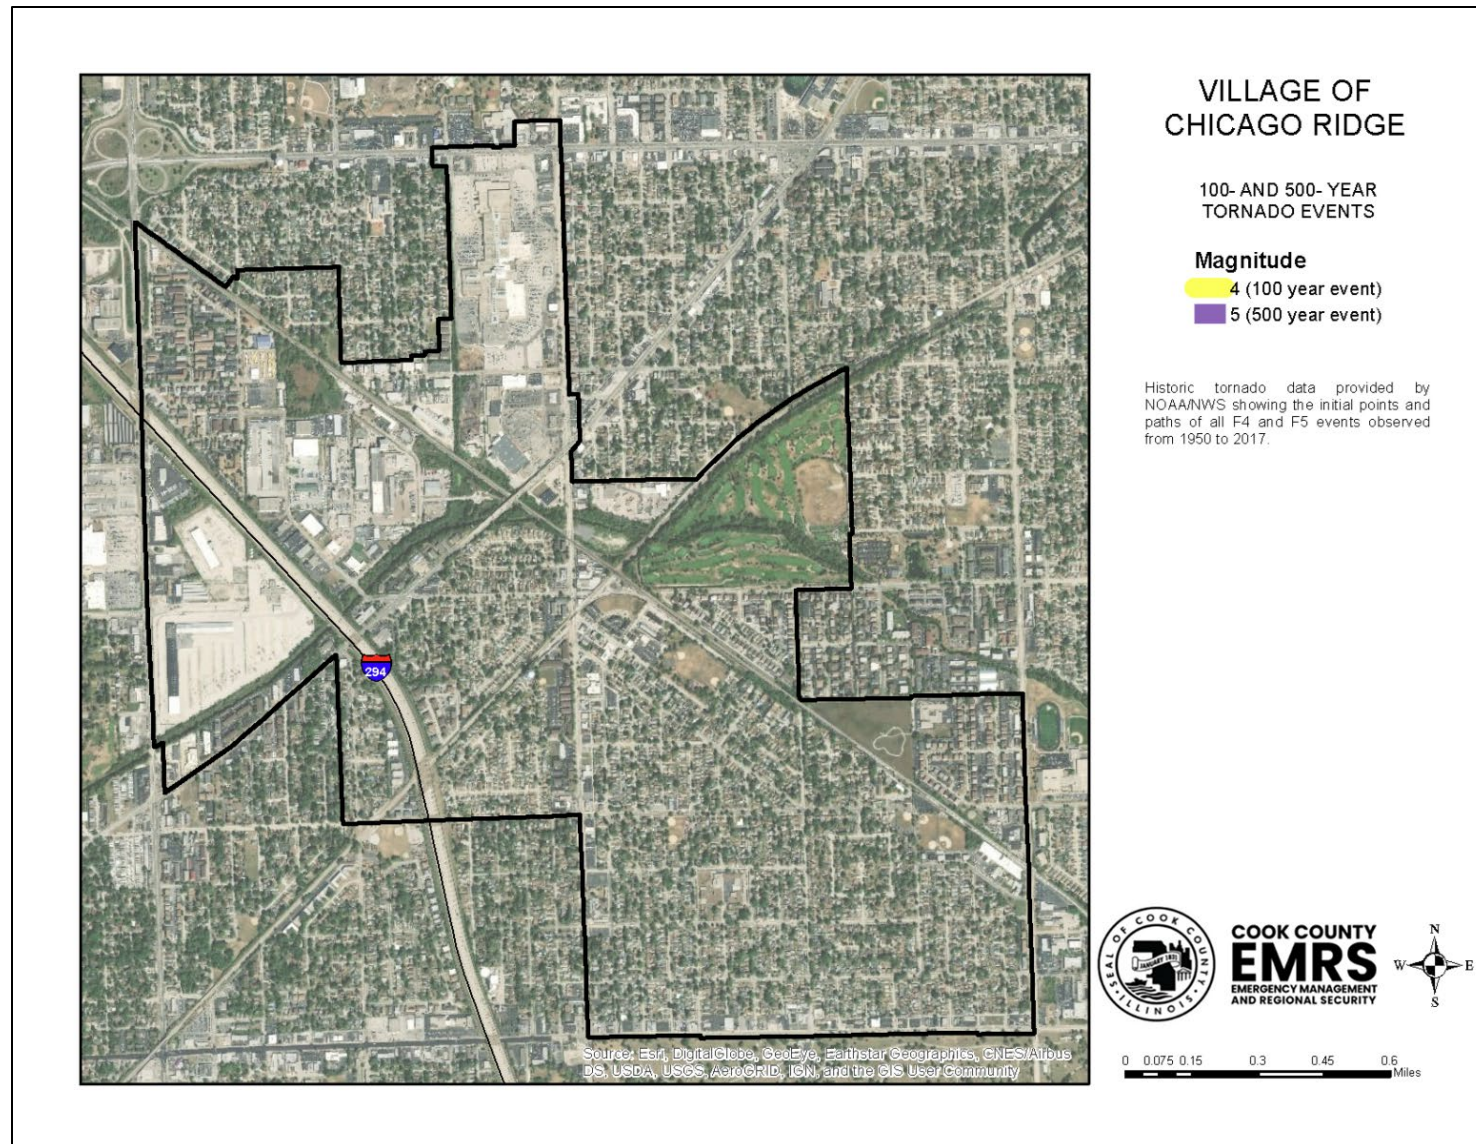 VILLAGE OF
CHICAGO RIDGE
100- AND 500- YEAR
TORNADO EVENTS
Magnitude
4 (100 year event)
5 (500 year event)
Historic tornado data provided by
NOAA/NWS showing the initial points and
paths of all F4 and F5 events observed
from 1950 to 2017.
294
SEAL OF COOK COUNTY
JANUARY 1831
ILLINOIS
COOK COUNTY
EMRS
EMERGENCY MANAGEMENT
AND REGIONAL SECURITY
N
W E
S
Source: Esri, DigitalGlobe, GeoEye, Earthstar Geographics, CNES/Airbus
DS, USDA, USGS, AeroGRID, IGN, and the GIS User Community
0 0.075 0.15 0.3 0.45 0.6
Miles